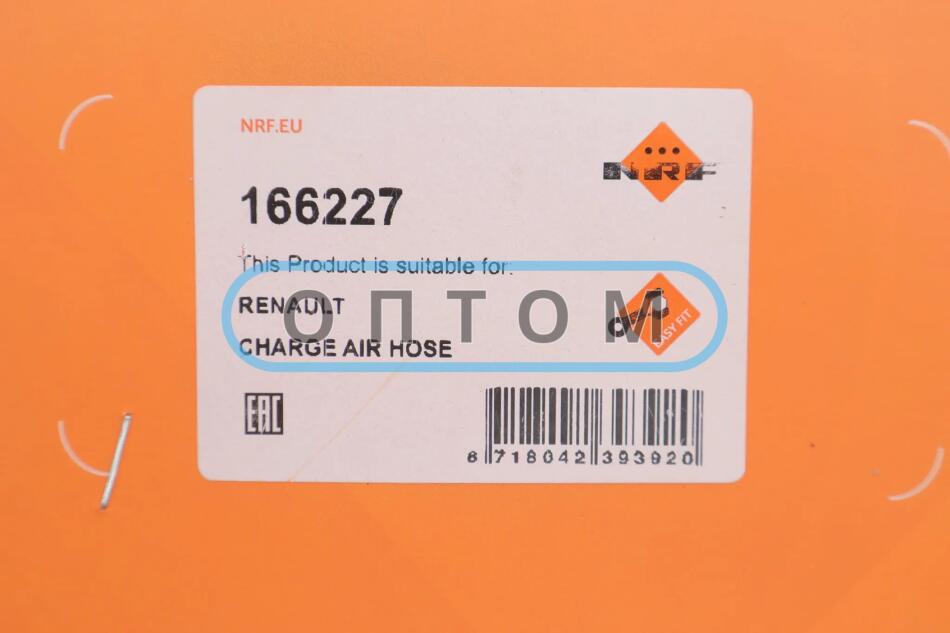 NRF.EU
NRF
166227
This Product is suitable for:
RENAULT
ОПТОМ
EASY FIT
CHARGE AIR HOSE
EAC
8 718042 393920